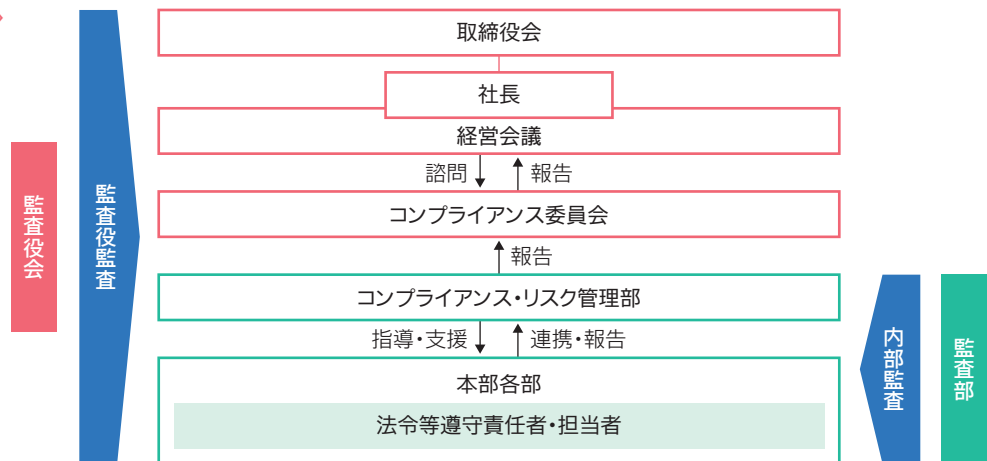 取締役会
社長
経営会議
諮問
報告
コンプライアンス委員会
報告
コンプライアンス・リスク管理部
指導・支援
連携・報告
本部各部
法令等遵守責任者・担当者
監査役会
監査役監査
内部監査
監査部